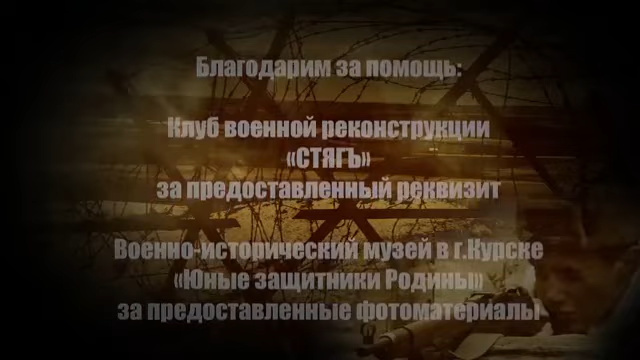 Благодарим за помощь:
Клуб военной реконструкции
«СТЯГЪ»
за предоставленный реквизит
Военно-исторический музей в г.Курске
«Юные защитники Родины»
за предоставленные фотоматериалы